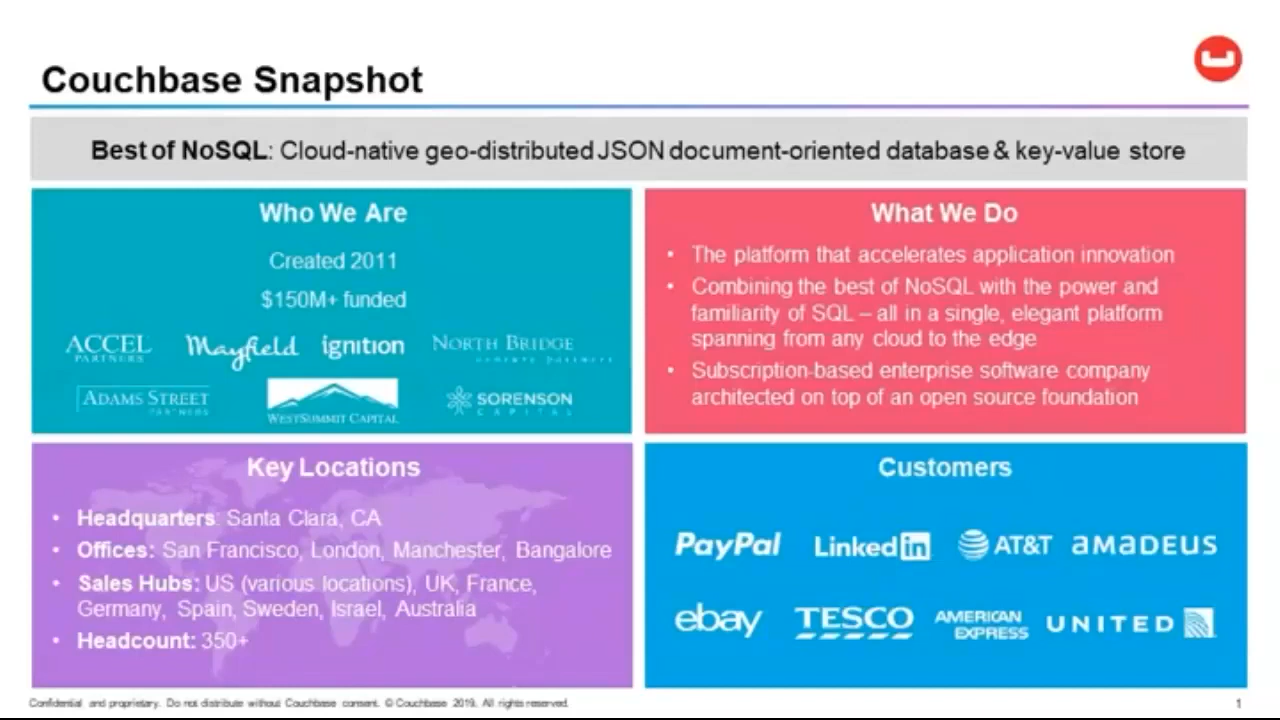 Couchbase Snapshot
Best of NoSQL: Cloud-native geo-distributed JSON document-oriented database & key-value store
Who We Are
Created 2011
$150M+ funded
ACCEL
PARTNERS
Mayfield
ignition
NORTH BRIDGE
venture partners
ADAMS STREET
PARTNERS
WESTSUMMIT CAPITAL
SORENSON
CAPITAL
What We Do
• The platform that accelerates application innovation
• Combining the best of NoSQL with the power and
familiarity of SQL – all in a single, elegant platform
spanning from any cloud to the edge
• Subscription-based enterprise software company
architected on top of an open source foundation
Key Locations
• Headquarters: Santa Clara, CA
• Offices: San Francisco, London, Manchester, Bangalore
• Sales Hubs: US (various locations), UK, France,
Germany, Spain, Sweden, Israel, Australia
• Headcount: 350+
Customers
PayPal
Linked in
AT&T
amadeus
ebay
TESCO
AMERICAN
EXPRESS
UNITED
Confidential and proprietary. Do not distribute without Couchbase consent. © Couchbase 2019. All rights reserved.
1